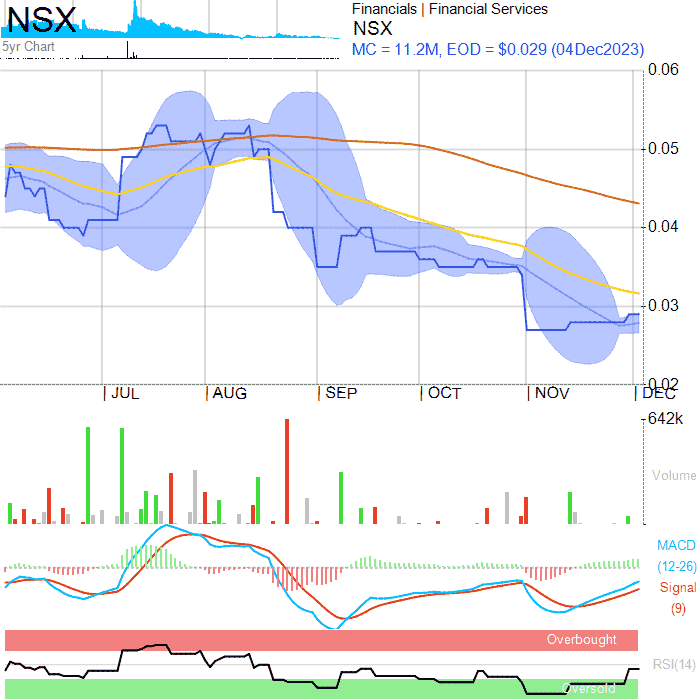 NSX
5yr Chart
Financials | Financial Services
NSX
MC = 11.2M, EOD = $0.029 (04Dec2023)
0.06
0.05
0.04
0.03
0.02
JUL AUG SEP OCT NOV DEC
642k
Volume
MACD
(12-26)
Signal
(9)
Overbought
RSI(14)
Oversold